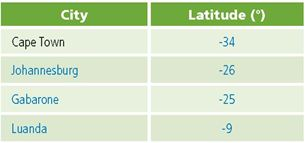 City Latitude (°)
Cape Town -34
Johannesburg -26
Gabarone -25
Luanda -9